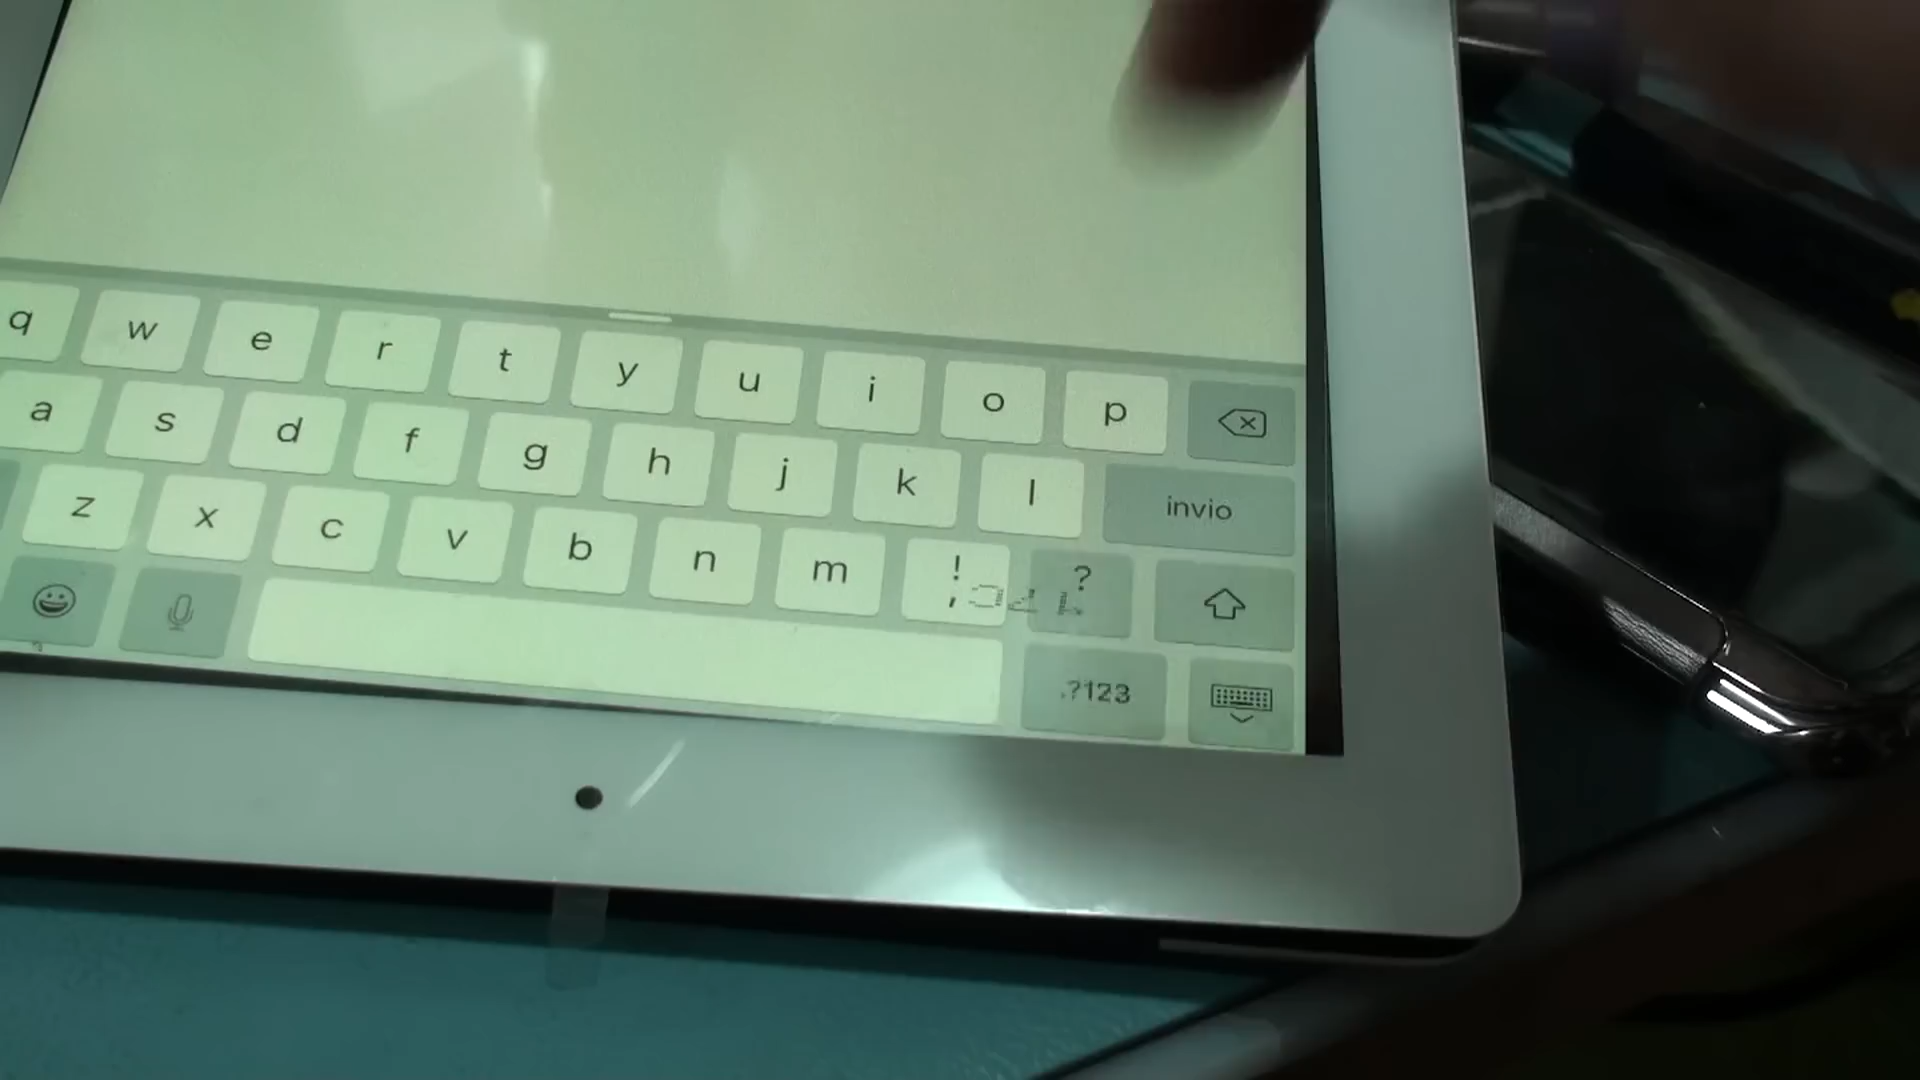 q w e r t y u i o p
a s d f g h j k l invio
z x c v b n m ! , ? .
.?123